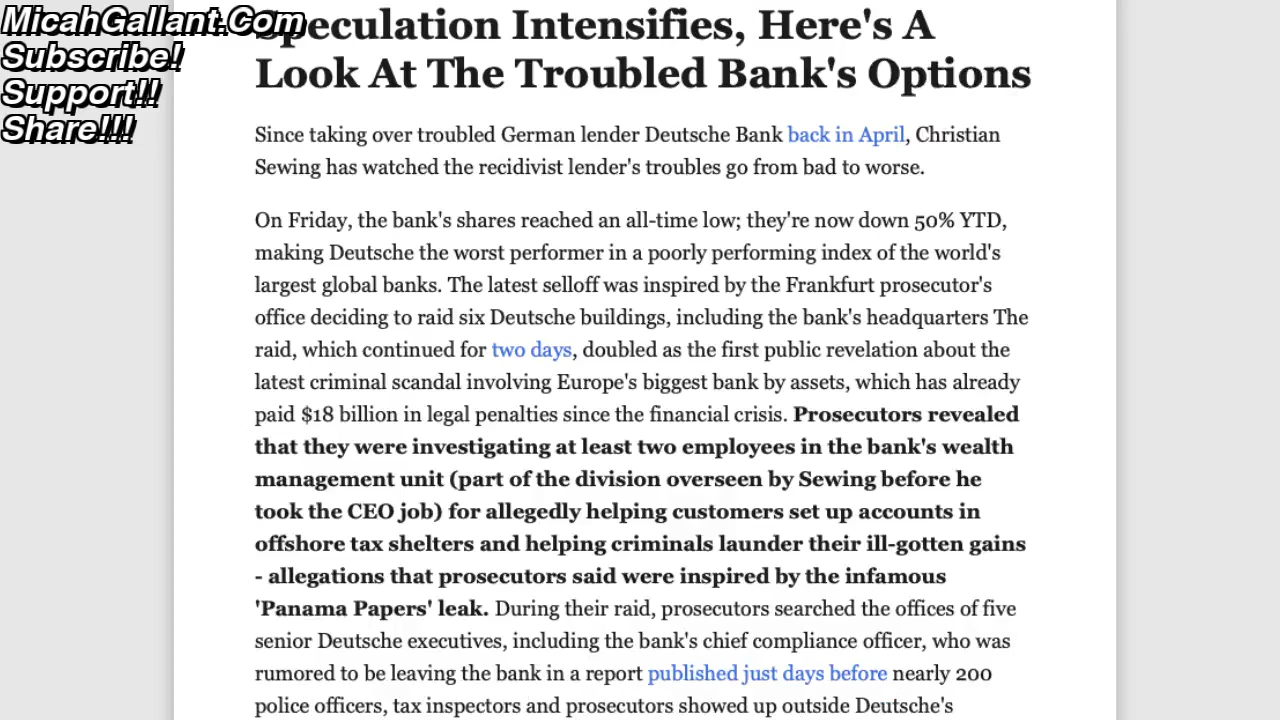 MicahGallant.Com
Subscribe!
Support!!
Share!!!
Speculation Intensifies, Here's A
Look At The Troubled Bank's Options
Since taking over troubled German lender Deutsche Bank back in April, Christian
Sewing has watched the recidivist lender's troubles go from bad to worse.
On Friday, the bank's shares reached an all-time low; they're now down 50% YTD,
making Deutsche the worst performer in a poorly performing index of the world's
largest global banks. The latest selloff was inspired by the Frankfurt prosecutor's
office deciding to raid six Deutsche buildings, including the bank's headquarters The
raid, which continued for two days, doubled as the first public revelation about the
latest criminal scandal involving Europe's biggest bank by assets, which has already
paid $18 billion in legal penalties since the financial crisis. Prosecutors revealed
that they were investigating at least two employees in the bank's wealth
management unit (part of the division overseen by Sewing before he
took the CEO job) for allegedly helping customers set up accounts in
offshore tax shelters and helping criminals launder their ill-gotten gains
- allegations that prosecutors said were inspired by the infamous
'Panama Papers' leak. During their raid, prosecutors searched the offices of five
senior Deutsche executives, including the bank's chief compliance officer, who was
rumored to be leaving the bank in a report published just days before nearly 200
police officers, tax inspectors and prosecutors showed up outside Deutsche's